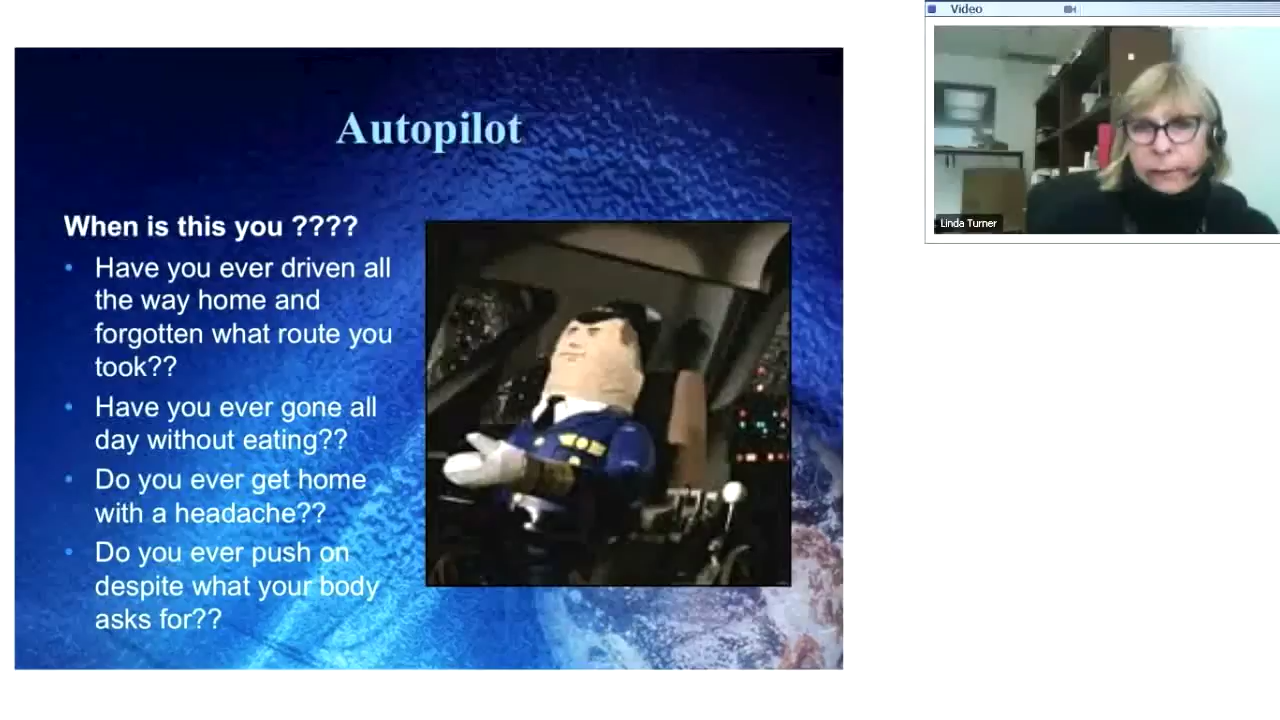 Video
Linda Turner
Autopilot
When is this you ????
Have you ever driven all
the way home and
forgotten what route you
took??
Have you ever gone all
day without eating??
Do you ever get home
with a headache??
Do you ever push on
despite what your body
asks for??